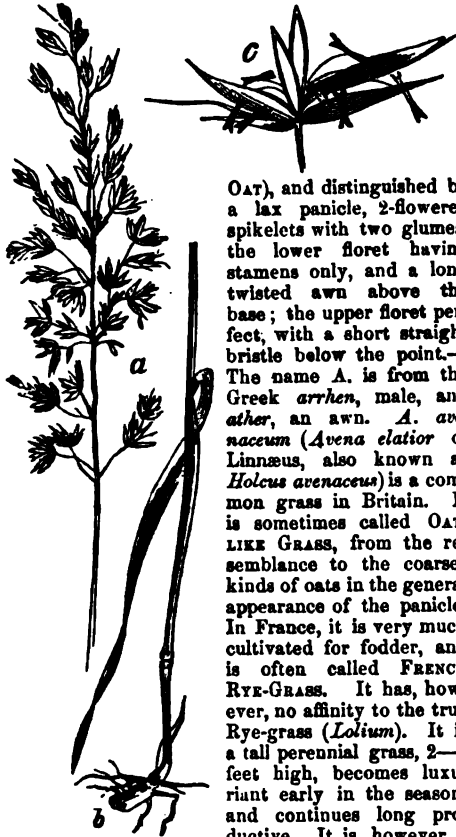 c
a
b
OAT), and distinguished b
a lax panicle, 2-flowere
spikelets with two glumes
the lower floret havin
stamens only, and a lon
twisted awn above th
base; the upper floret per
fect, with a short straigh
bristle below the point.—
The name A. is from th
Greek arrhen, male, an
ather, an awn. A. av
naceum (Avena elatior o
Linnæus, also known a
Holcus avenaceus) is a com
mon grass in Britain. I
is sometimes called OAT
LIKE GRASS, from the re
semblance to the coarse
kinds of oats in the genera
appearance of the panicle
In France, it is very muc
cultivated for fodder, an
is often called FRENC
RYE-GRASS. It has, how
ever, no affinity to the tru
Rye-grass (Lolium). It i
a tall perennial grass, 2—
feet high, becomes luxu
riant early in the season
and continues long pro
ductive. It is however